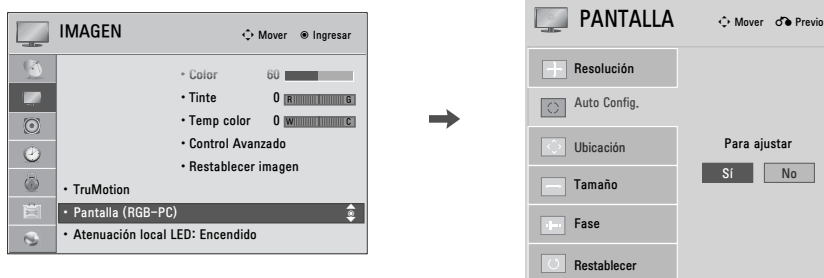 IMAGEN
Mover Ingresar
• Color 60
• Tinte 0 R G
• Temp color 0 W C
• Control Avanzado
• Restablecer imagen
• TruMotion
• Pantalla (RGB-PC)
• Atenuación local LED: Encendido
PANTALLA
Mover Previo
Resolución
Auto Config.
Ubicación
Tamaño
Fase
Restablecer
Para ajustar
Sí No